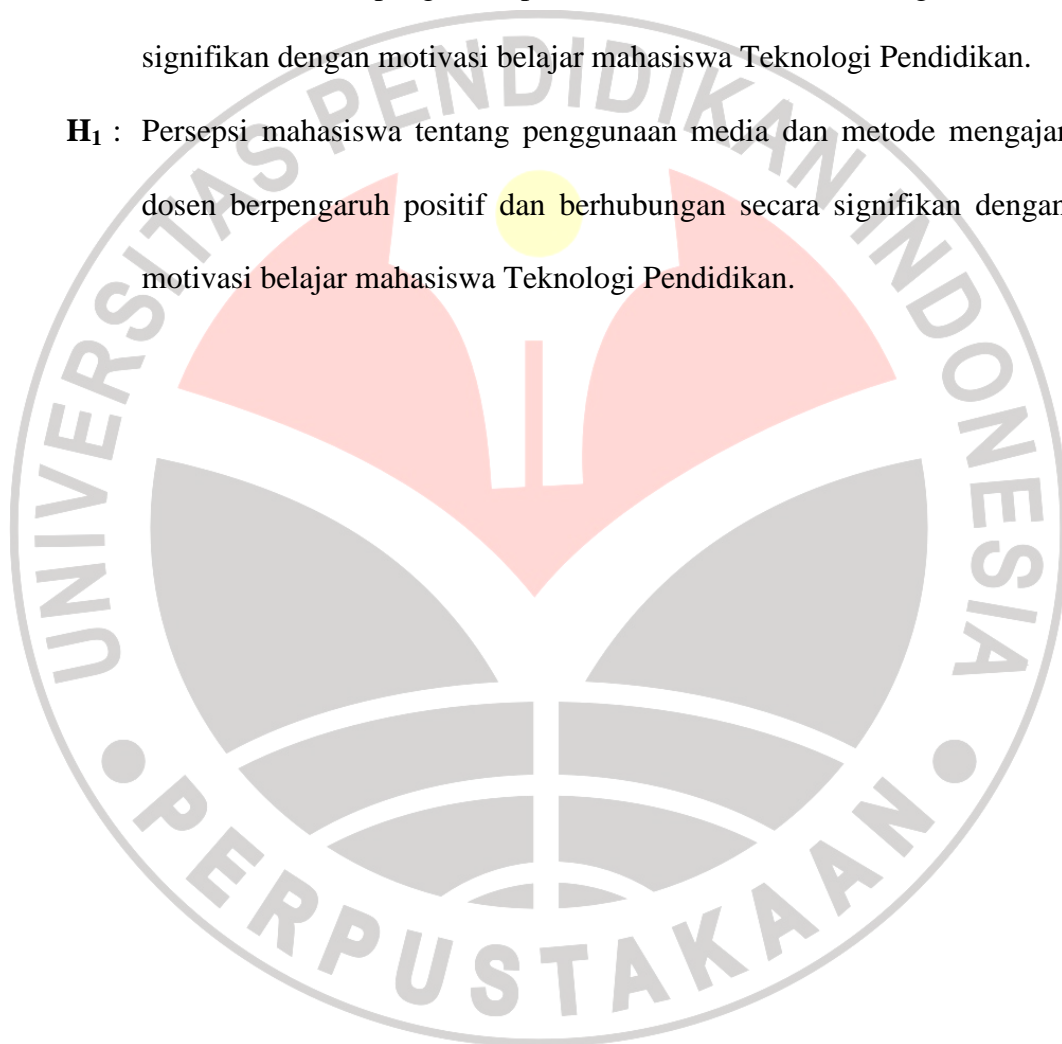 signifikan dengan motivasi belajar mahasiswa Teknologi Pendidikan.
H1 : Persepsi mahasiswa tentang penggunaan media dan metode mengajar
dosen berpengaruh positif dan berhubungan secara signifikan dengan
motivasi belajar mahasiswa Teknologi Pendidikan.
UNIVERSITAS PENDIDIKAN INDONESIA
PERPUSTAKAAN